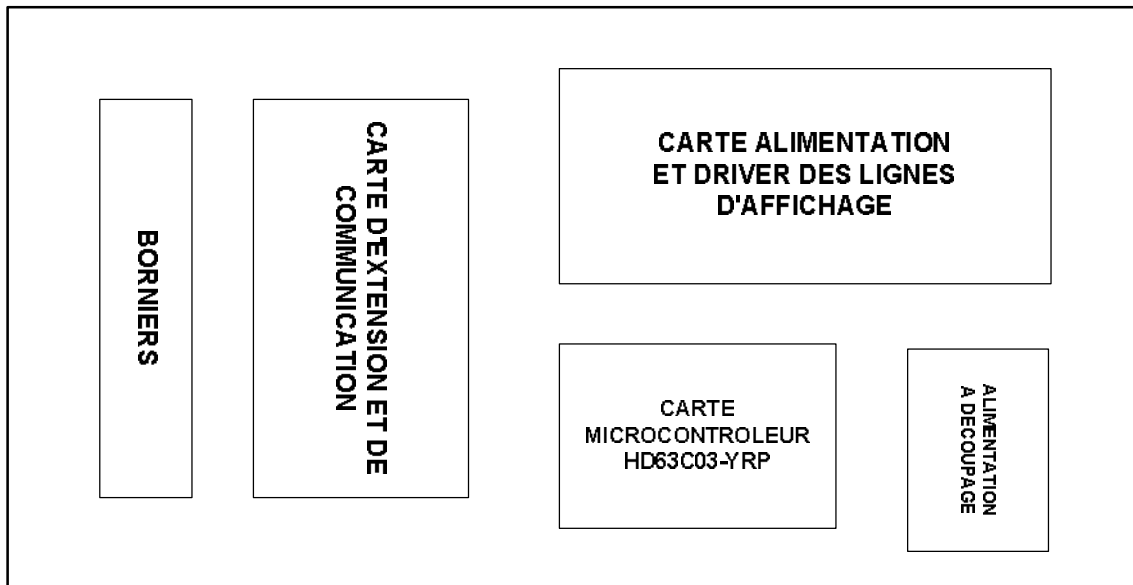 BORNIERS
CARTE D'EXTENSION ET DE
COMMUNICATION
CARTE ALIMENTATION
ET DRIVER DES LIGNES
D'AFFICHAGE
CARTE
MICROCONTROLEUR
HD63C03-YRP
ALIMENTATION
A DECOUPAGE